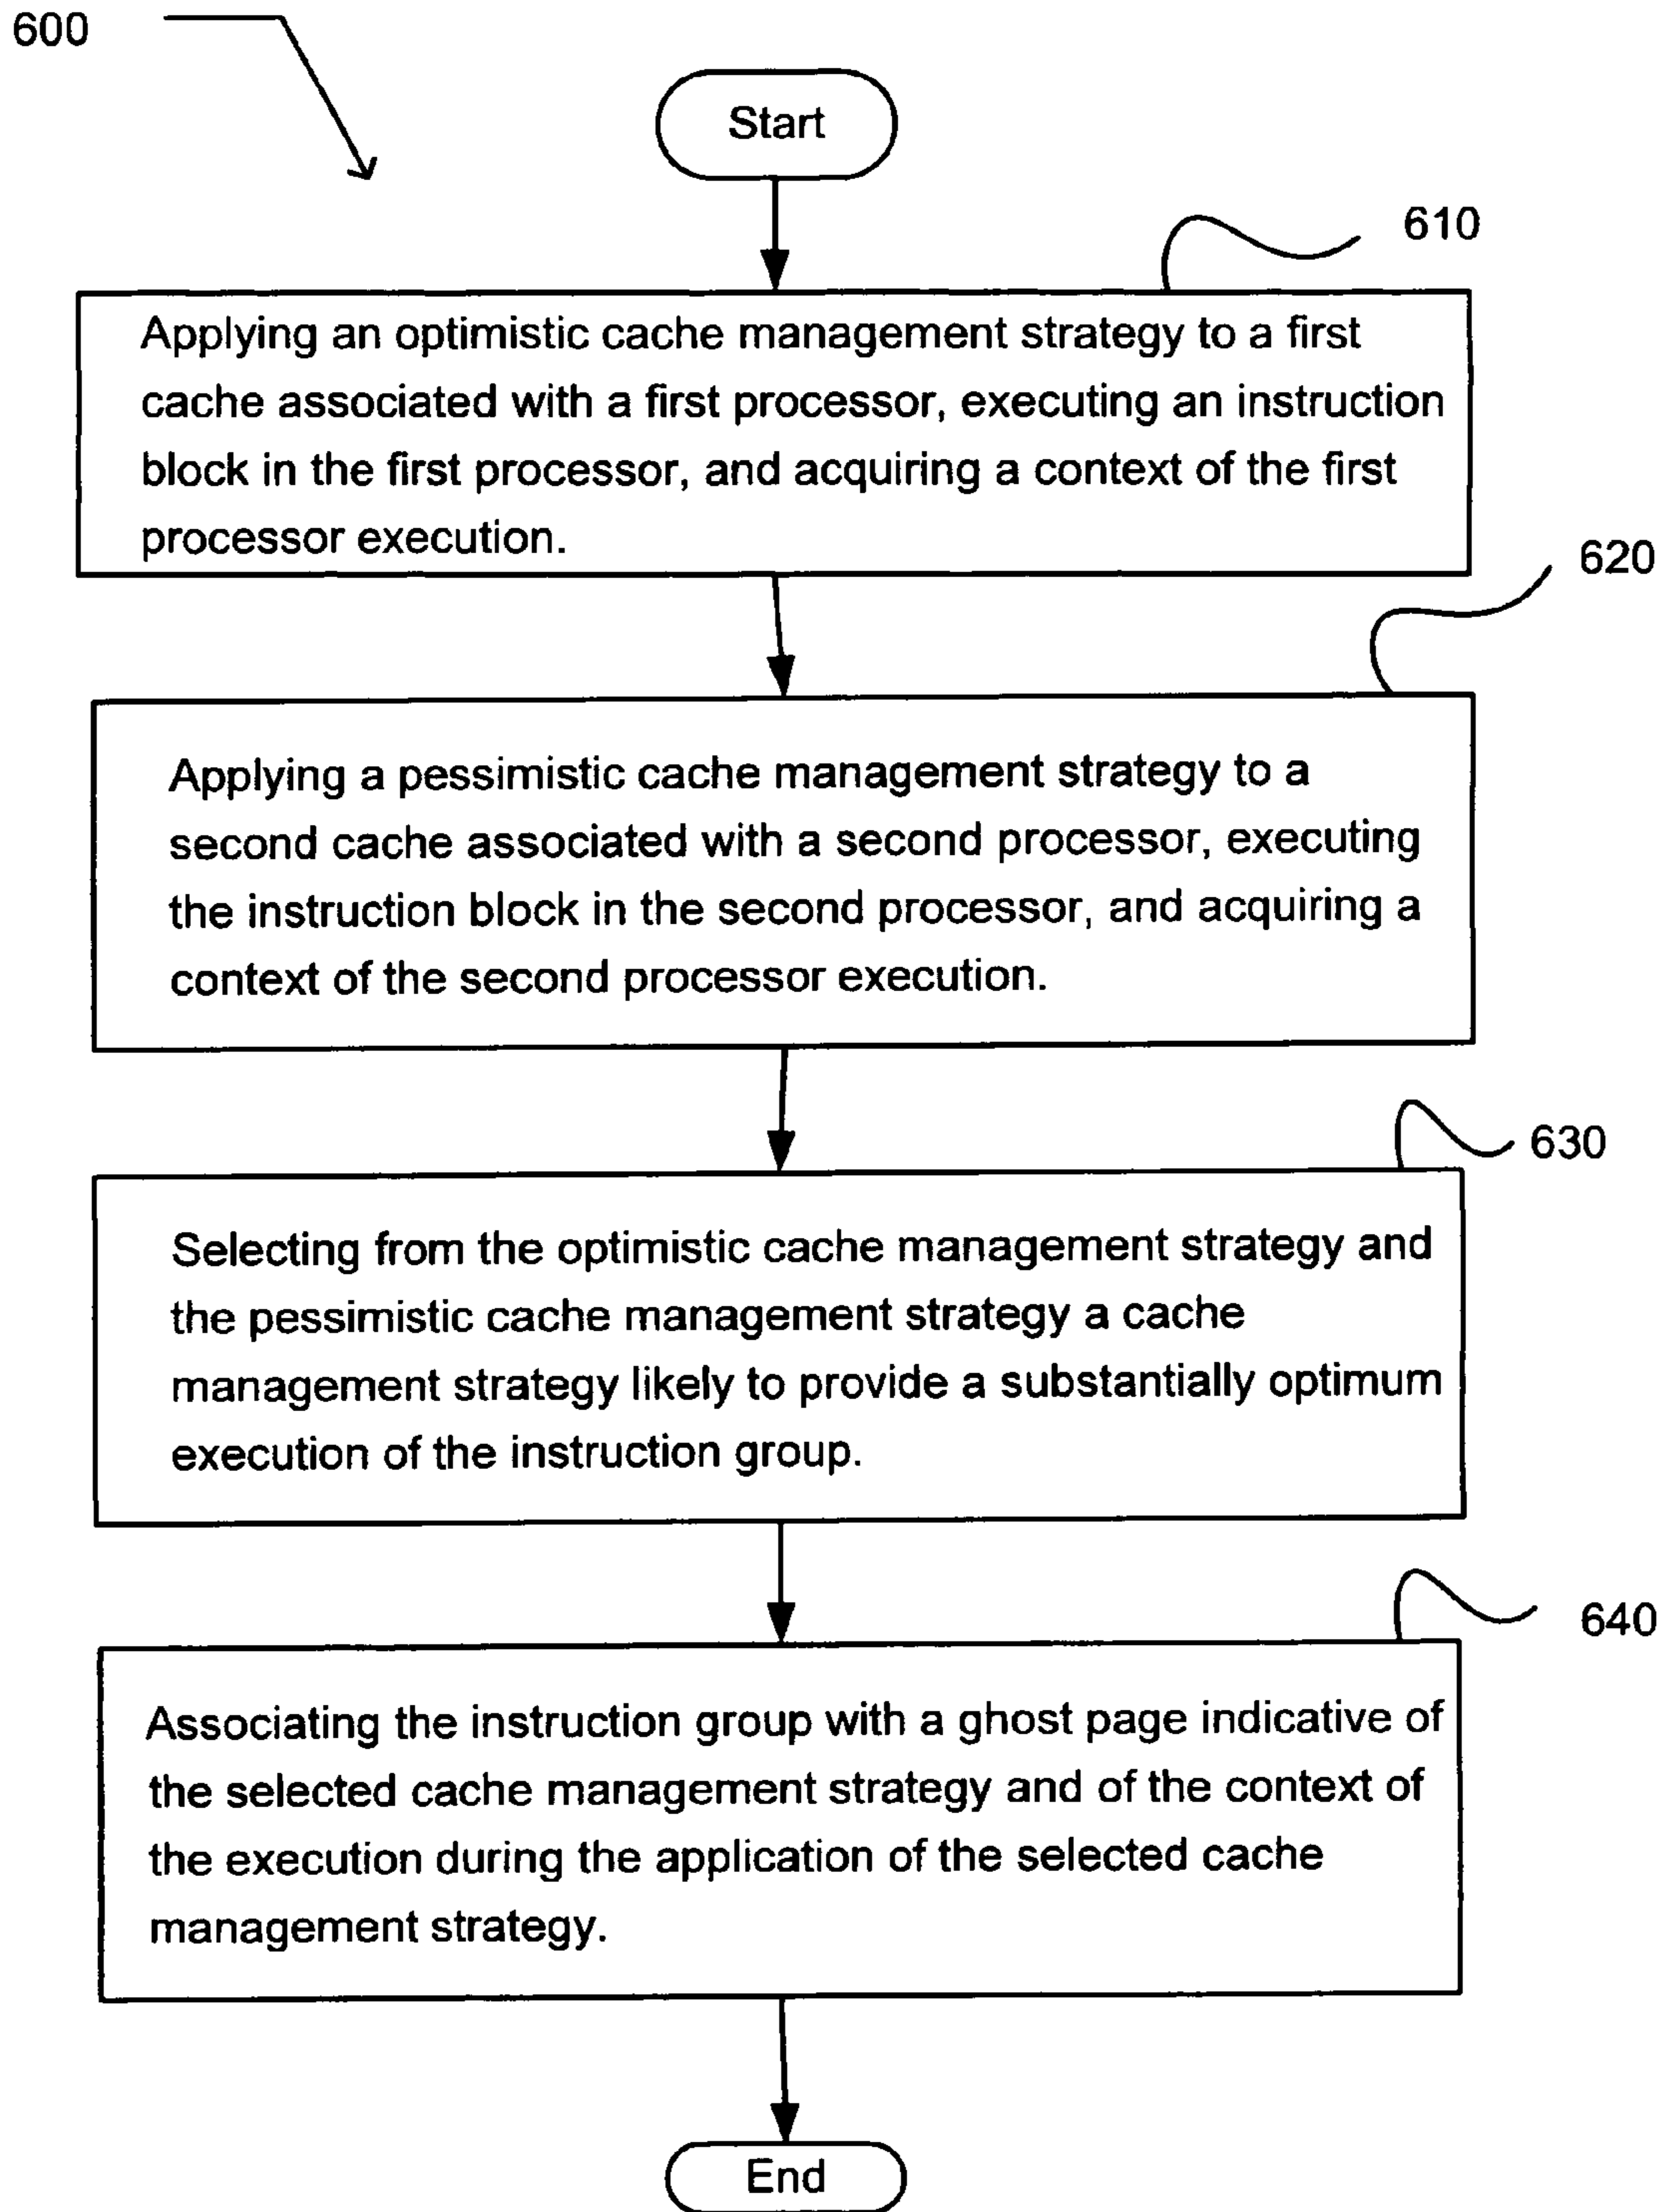 600
Start
610
Applying an optimistic cache management strategy to a first
cache associated with a first processor, executing an instruction
block in the first processor, and acquiring a context of the first
processor execution.
620
Applying a pessimistic cache management strategy to a
second cache associated with a second processor, executing
the instruction block in the second processor, and acquiring a
context of the second processor execution.
630
Selecting from the optimistic cache management strategy and
the pessimistic cache management strategy a cache
management strategy likely to provide a substantially optimum
execution of the instruction group.
640
Associating the instruction group with a ghost page indicative of
the selected cache management strategy and of the context of
the execution during the application of the selected cache
management strategy.
End